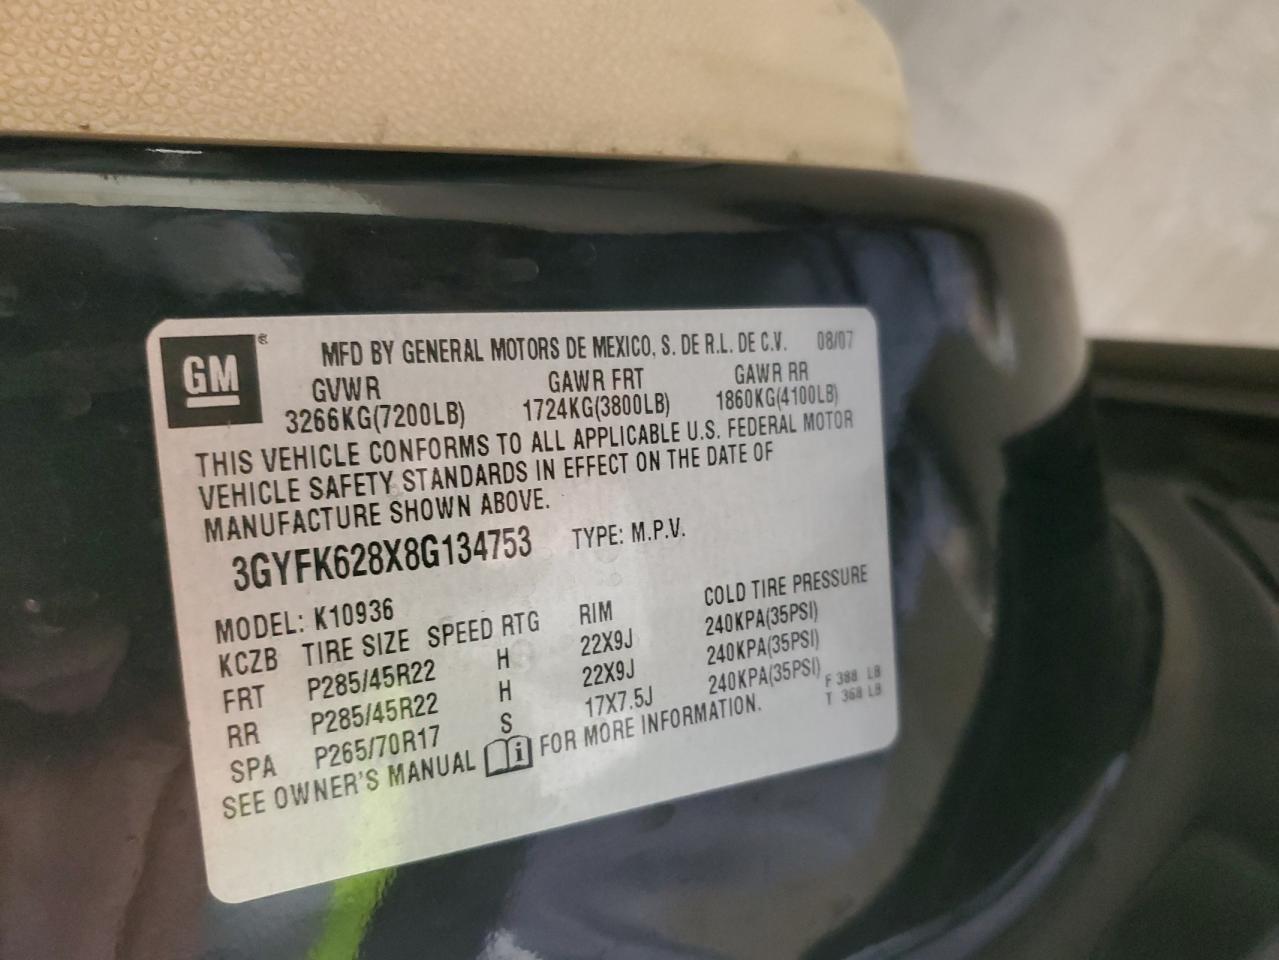 GM ®
MFD BY GENERAL MOTORS DE MEXICO, S. DE R.L. DE C.V. 08/07
GVWR GAWR FRT GAWR RR
3266KG(7200LB) 1724KG(3800LB) 1860KG(4100LB)
THIS VEHICLE CONFORMS TO ALL APPLICABLE U.S. FEDERAL MOTOR
VEHICLE SAFETY STANDARDS IN EFFECT ON THE DATE OF
MANUFACTURE SHOWN ABOVE.
3GYFK628X8G134753 TYPE: M.P.V.
MODEL: K10936
KCZB TIRE SIZE SPEED RTG RIM COLD TIRE PRESSURE
FRT P285/45R22 H 22X9J 240KPA(35PSI)
RR P285/45R22 H 22X9J 240KPA(35PSI)
SPA P265/70R17 S 17X7.5J 240KPA(35PSI)
SEE OWNER'S MANUAL FOR MORE INFORMATION.
F 388 LB
T 368 LB